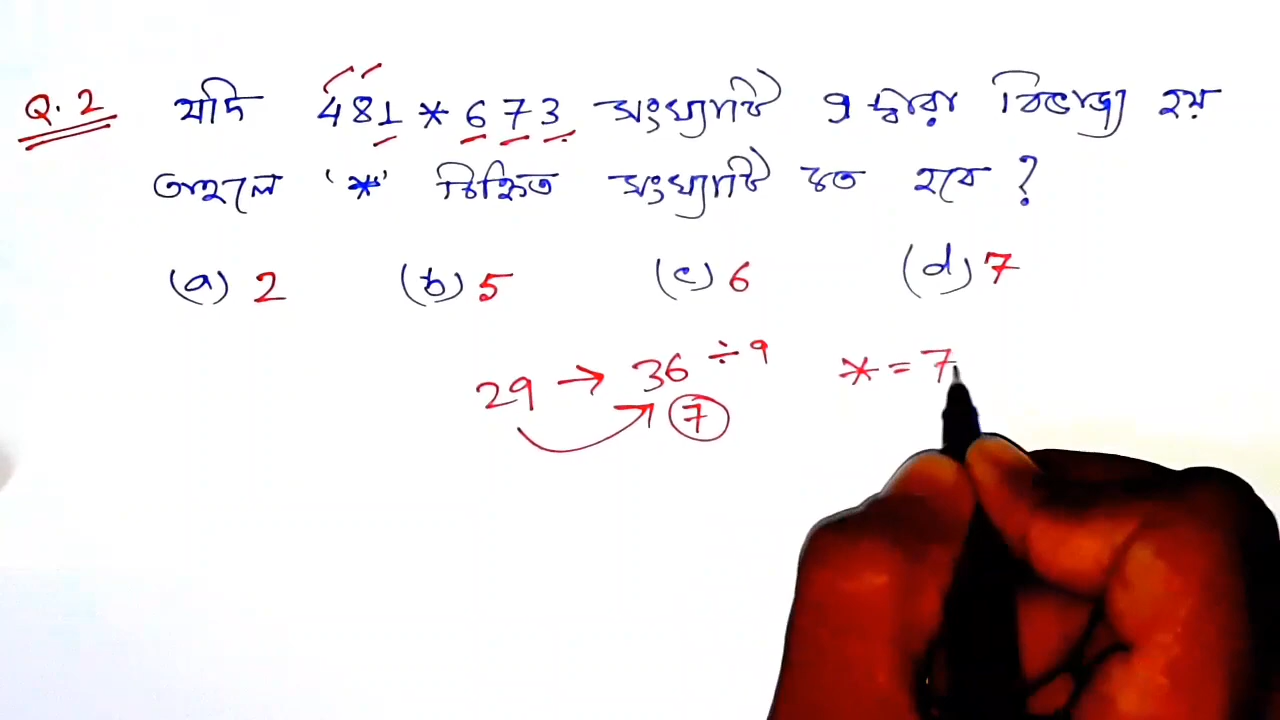 Q. 2 যদি 481*673 সংখ্যাটি 9 দ্বারা বিভাজ্য হয়
তাহলে '*' চিহ্নিত সংখ্যাটি কত হবে ?
(a) 2 (b) 5 (c) 6 (d) 7
29 → 36 ÷ 9 * = 7
7